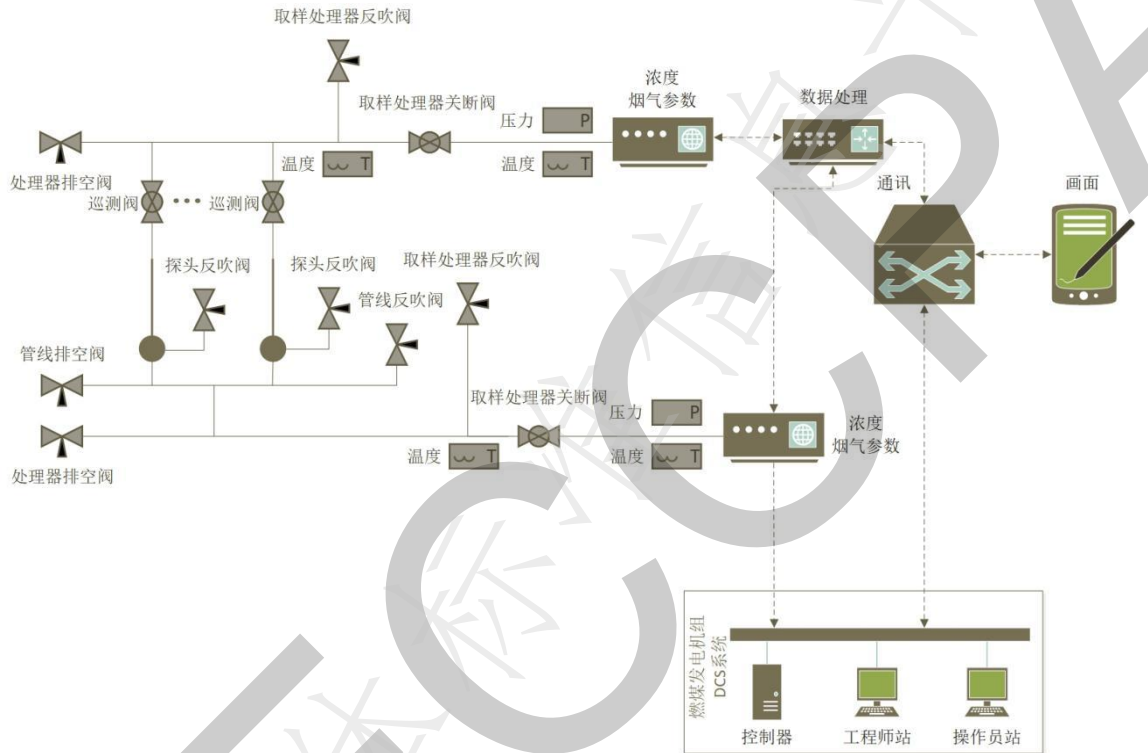 取样处理器反吹阀
浓度
烟气参数
数据处理
取样处理器关断阀
压力
P
温度
T
温度
T
处理器排空阀
巡测阀
巡测阀
通讯
画面
探头反吹阀
探头反吹阀
取样处理器反吹阀
管线反吹阀
管线排空阀
取样处理器关断阀
压力
P
浓度
烟气参数
温度
T
温度
T
处理器排空阀
燃煤发电机组
DCS系统
控制器
工程师站
操作员站